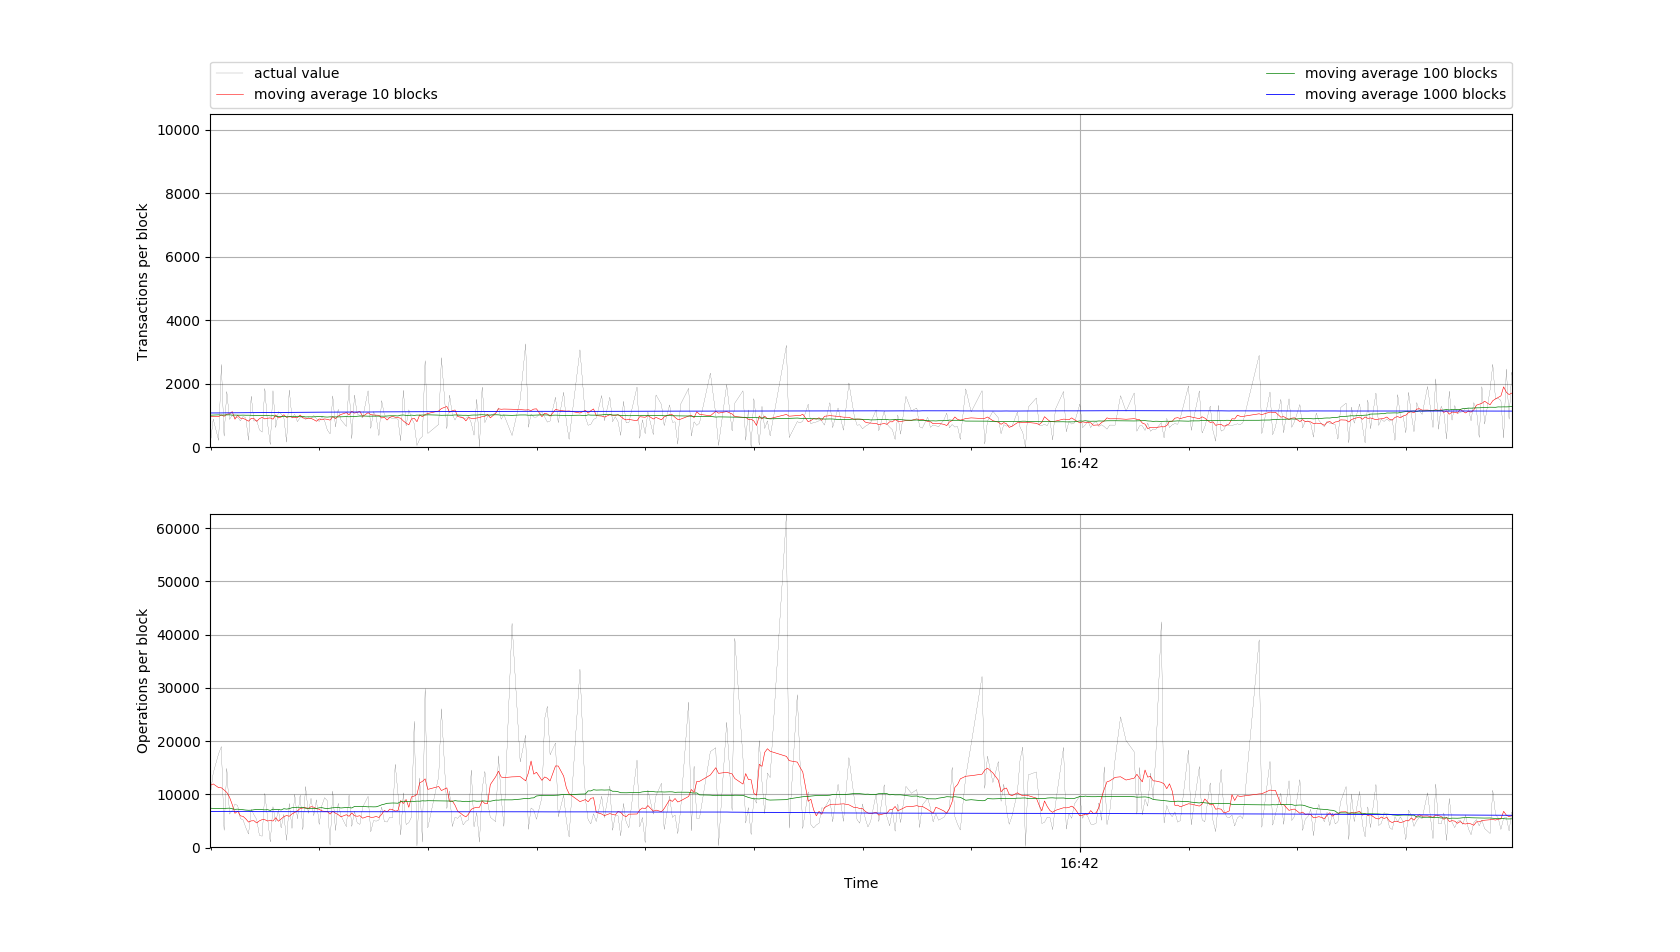 actual value
moving average 10 blocks
moving average 100 blocks
moving average 1000 blocks
Transactions per block
10000
8000
6000
4000
2000
0
16:42
Operations per block
60000
50000
40000
30000
20000
10000
0
16:42
Time